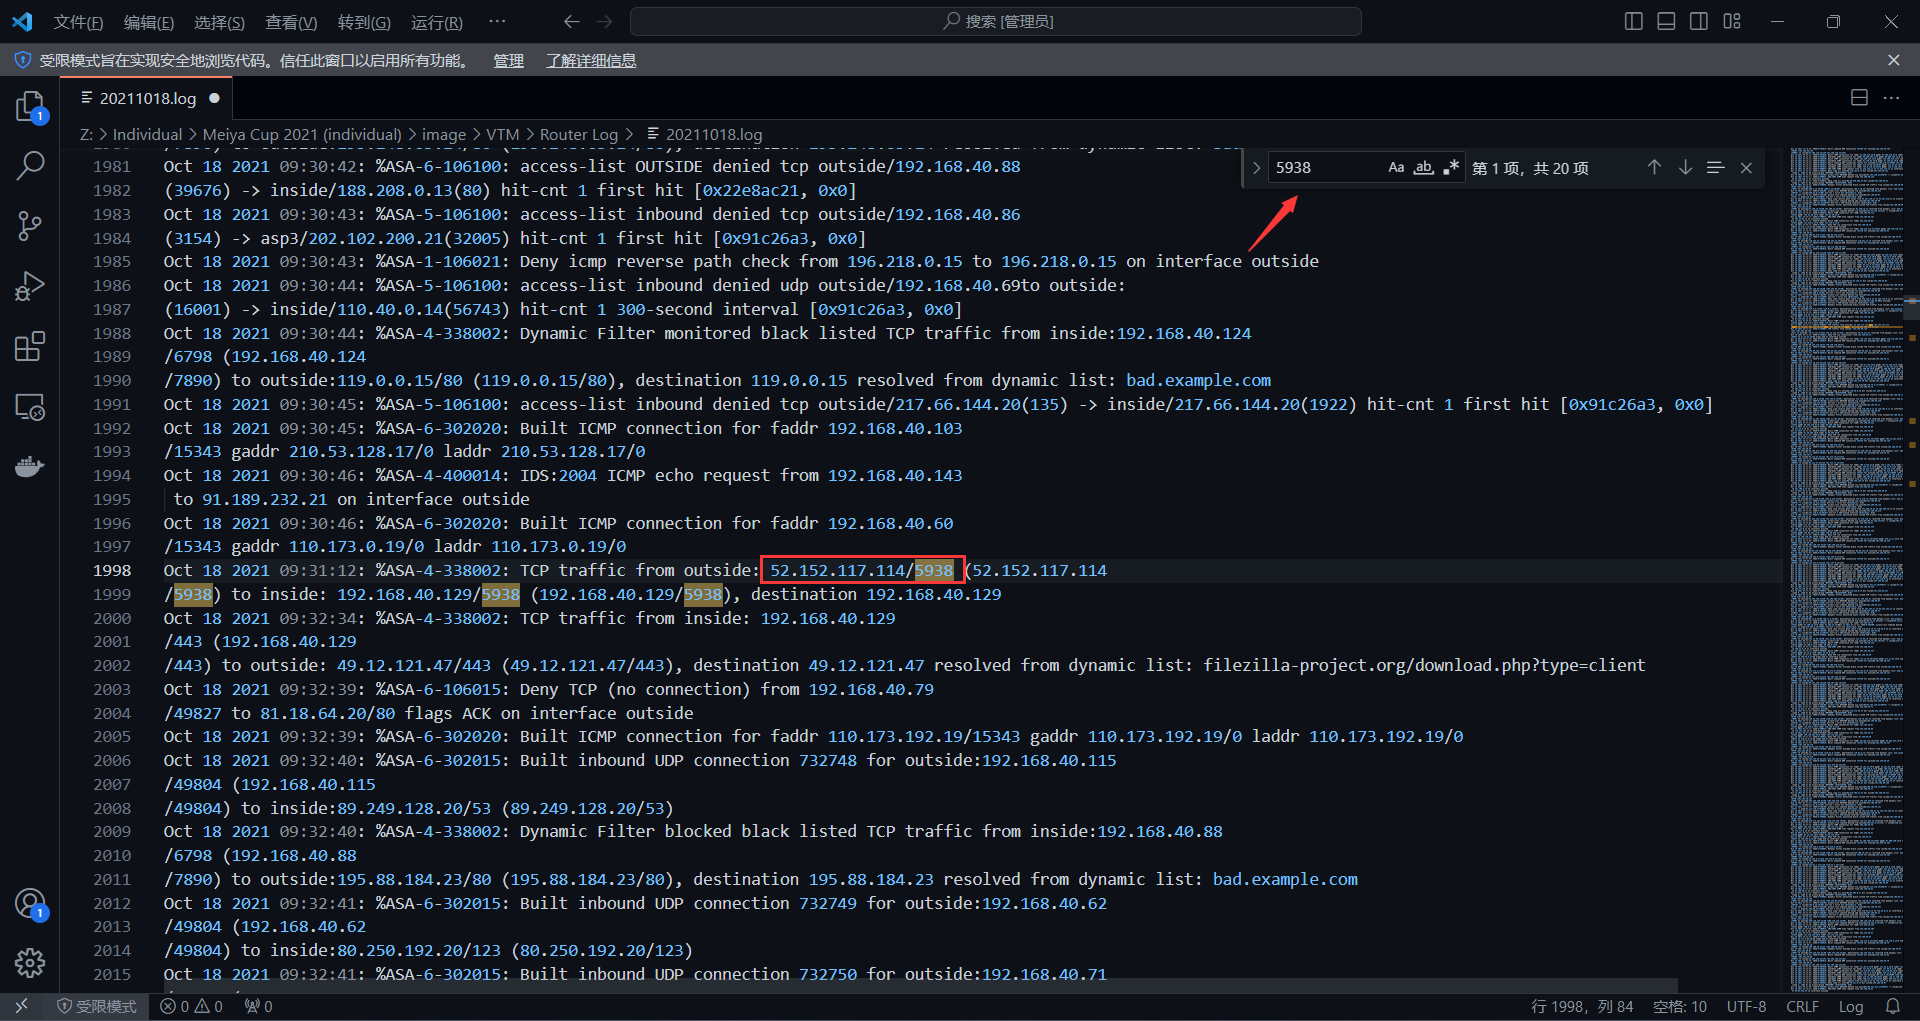 文件(F) 编辑(E) 选择(S) 查看(V) 转到(G) 运行(R) ··· 搜索 [管理员]
受限模式旨在实现安全地浏览代码。信任此窗口以启用所有功能。 管理 了解详细信息
20211018.log
Z: > Individual > Meiya Cup 2021 (individual) > image > VTM > Router Log > 20211018.log
5938 Aa ab 第 1 项，共 20 项
1981 Oct 18 2021 09:30:42: %ASA-6-106100: access-list OUTSIDE denied tcp outside/192.168.40.88
1982 (39676) -> inside/188.208.0.13(80) hit-cnt 1 first hit [0x22e8ac21, 0x0]
1983 Oct 18 2021 09:30:43: %ASA-5-106100: access-list inbound denied tcp outside/192.168.40.86
1984 (3154) -> asp3/202.102.200.21(32005) hit-cnt 1 first hit [0x91c26a3, 0x0]
1985 Oct 18 2021 09:30:43: %ASA-1-106021: Deny icmp reverse path check from 196.218.0.15 to 196.218.0.15 on interface outside
1986 Oct 18 2021 09:30:44: %ASA-5-106100: access-list inbound denied udp outside/192.168.40.69to outside:
1987 (16001) -> inside/110.40.0.14(56743) hit-cnt 1 300-second interval [0x91c26a3, 0x0]
1988 Oct 18 2021 09:30:44: %ASA-4-338002: Dynamic Filter monitored black listed TCP traffic from inside:192.168.40.124
1989 /6798 (192.168.40.124
1990 /7890) to outside:119.0.0.15/80 (119.0.0.15/80), destination 119.0.0.15 resolved from dynamic list: bad.example.com
1991 Oct 18 2021 09:30:45: %ASA-5-106100: access-list inbound denied tcp outside/217.66.144.20(135) -> inside/217.66.144.20(1922) hit-cnt 1 first hit [0x91c26a3, 0x0]
1992 Oct 18 2021 09:30:45: %ASA-6-302020: Built ICMP connection for faddr 192.168.40.103
1993 /15343 gaddr 210.53.128.17/0 laddr 210.53.128.17/0
1994 Oct 18 2021 09:30:46: %ASA-4-400014: IDS:2004 ICMP echo request from 192.168.40.143
1995 to 91.189.232.21 on interface outside
1996 Oct 18 2021 09:30:46: %ASA-6-302020: Built ICMP connection for faddr 192.168.40.60
1997 /15343 gaddr 110.173.0.19/0 laddr 110.173.0.19/0
1998 Oct 18 2021 09:31:12: %ASA-4-338002: TCP traffic from outside: 52.152.117.114/5938 (52.152.117.114
1999 /5938) to inside: 192.168.40.129/5938 (192.168.40.129/5938), destination 192.168.40.129
2000 Oct 18 2021 09:32:34: %ASA-4-338002: TCP traffic from inside: 192.168.40.129
2001 /443 (192.168.40.129
2002 /443) to outside: 49.12.121.47/443 (49.12.121.47/443), destination 49.12.121.47 resolved from dynamic list: filezilla-project.org/download.php?type=client
2003 Oct 18 2021 09:32:39: %ASA-6-106015: Deny TCP (no connection) from 192.168.40.79
2004 /49827 to 81.18.64.20/80 flags ACK on interface outside
2005 Oct 18 2021 09:32:39: %ASA-6-302020: Built ICMP connection for faddr 110.173.192.19/15343 gaddr 110.173.192.19/0 laddr 110.173.192.19/0
2006 Oct 18 2021 09:32:40: %ASA-6-302015: Built inbound UDP connection 732748 for outside:192.168.40.115
2007 /49804 (192.168.40.115
2008 /49804) to inside:89.249.128.20/53 (89.249.128.20/53)
2009 Oct 18 2021 09:32:40: %ASA-4-338002: Dynamic Filter blocked black listed TCP traffic from inside:192.168.40.88
2010 /6798 (192.168.40.88
2011 /7890) to outside:195.88.184.23/80 (195.88.184.23/80), destination 195.88.184.23 resolved from dynamic list: bad.example.com
2012 Oct 18 2021 09:32:41: %ASA-6-302015: Built inbound UDP connection 732749 for outside:192.168.40.62
2013 /49804 (192.168.40.62
2014 /49804) to inside:80.250.192.20/123 (80.250.192.20/123)
2015 Oct 18 2021 09:32:41: %ASA-6-302015: Built inbound UDP connection 732750 for outside:192.168.40.71
1
1
受限模式 0 0 0 行 1998，列 84 空格: 10 UTF-8 CRLF Log